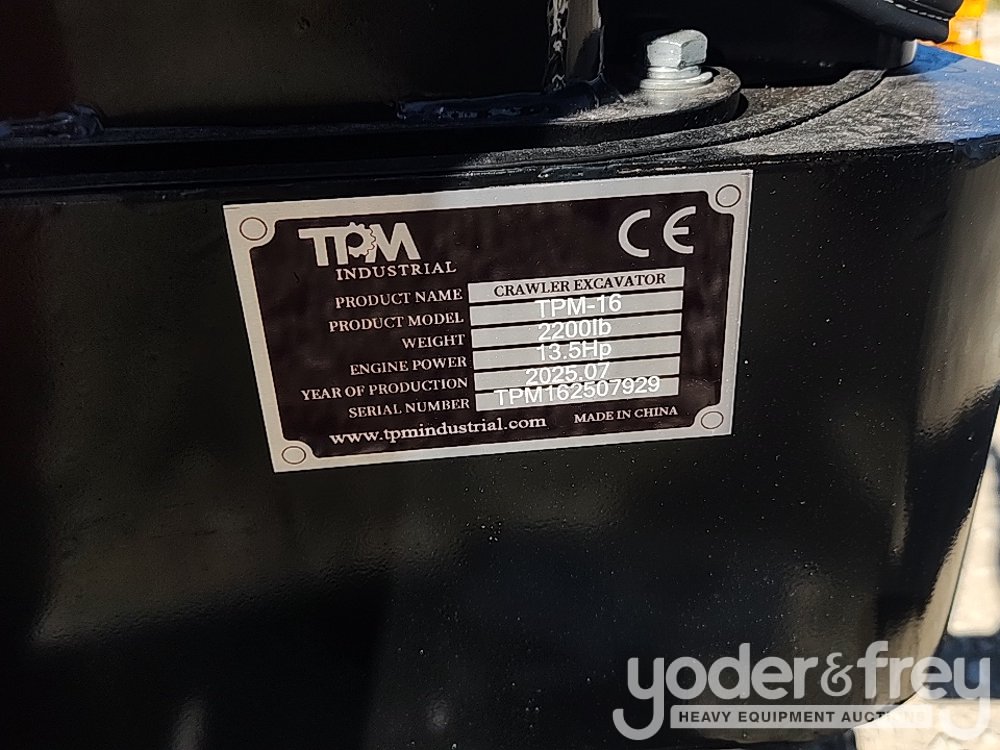 TPM CE
INDUSTRIAL
PRODUCT NAME CRAWLER EXCAVATOR
PRODUCT MODEL TPM-16
WEIGHT 2200lb
ENGINE POWER 13.5Hp
YEAR OF PRODUCTION 2025.07
SERIAL NUMBER TPM162507929
www.tpmindustrial.com MADE IN CHINA
yoder&frey
HEAVY EQUIPMENT AUCTIONS